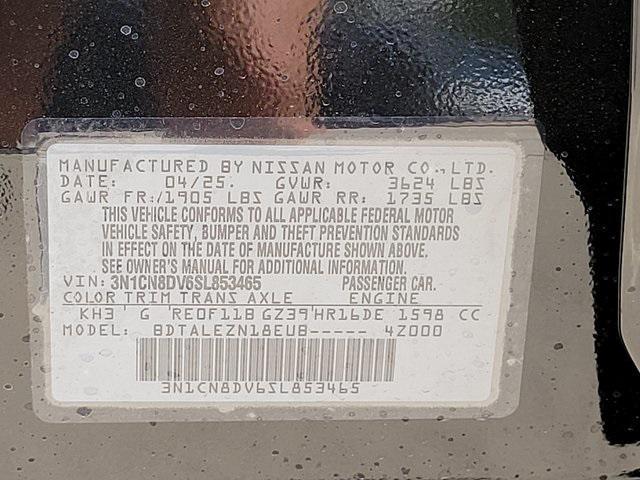 MANUFACTURED BY NISSAN MOTOR CO., LTD.
DATE: 04/25. GVWR: 3624 LBS
GAWR FR:/1905 LBS GAWR RR: 1735 LBS
THIS VEHICLE CONFORMS TO ALL APPLICABLE FEDERAL MOTOR
VEHICLE SAFETY, BUMPER AND THEFT PREVENTION STANDARDS
IN EFFECT ON THE DATE OF MANUFACTURE SHOWN ABOVE.
SEE OWNER'S MANUAL FOR ADDITIONAL INFORMATION.
VIN: 3N1CN8DV6SL853465 PASSENGER CAR.
COLOR TRIM TRANS AXLE ENGINE
KH3 G RE0F11B GZ39 HR16DE 1598 CC
MODEL: BDTALEZN18EUB----- 4Z000
3N1CN8DV6SL853465